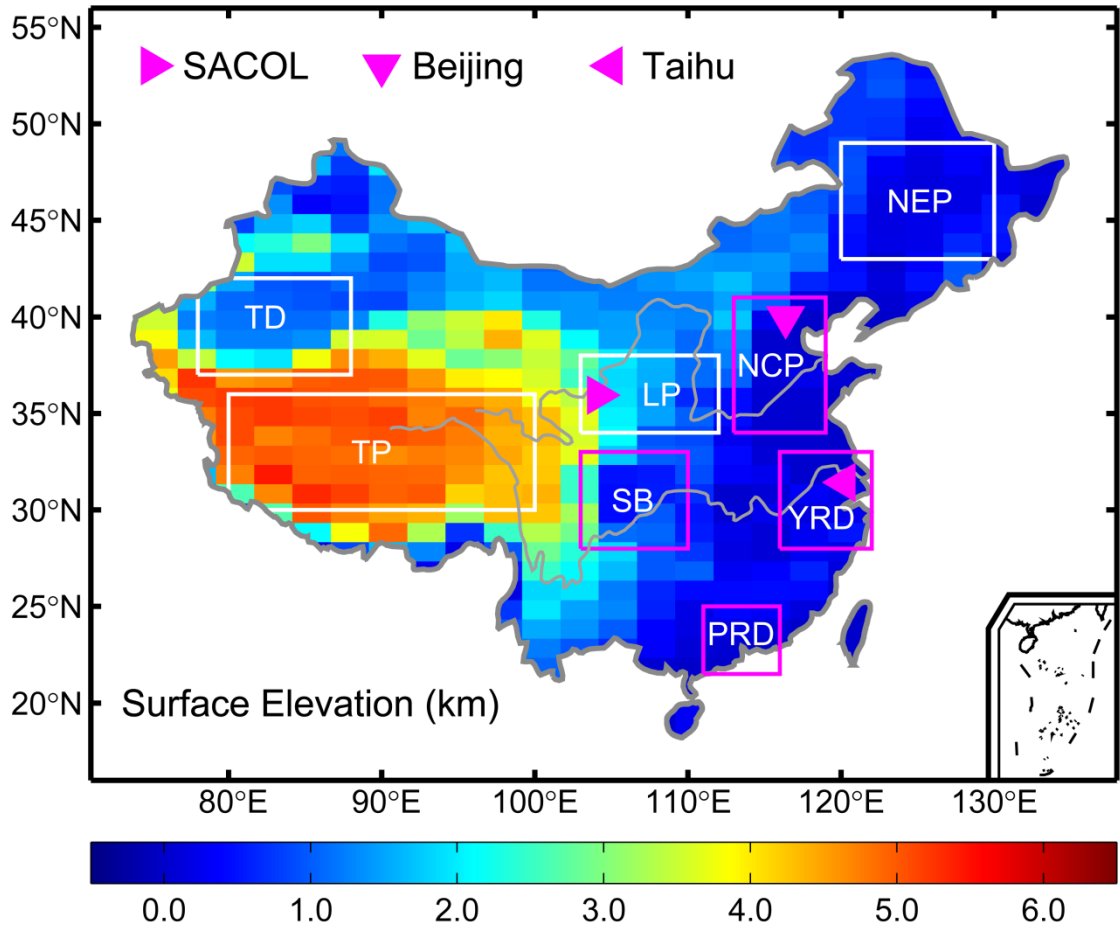 55°N
SACOL Beijing Taihu
50°N
45°N
NEP
40°N
TD
NCP
LP
35°N
TP
30°N
SB
YRD
25°N
PRD
20°N
Surface Elevation (km)
80°E 90°E 100°E 110°E 120°E 130°E
0.0 1.0 2.0 3.0 4.0 5.0 6.0